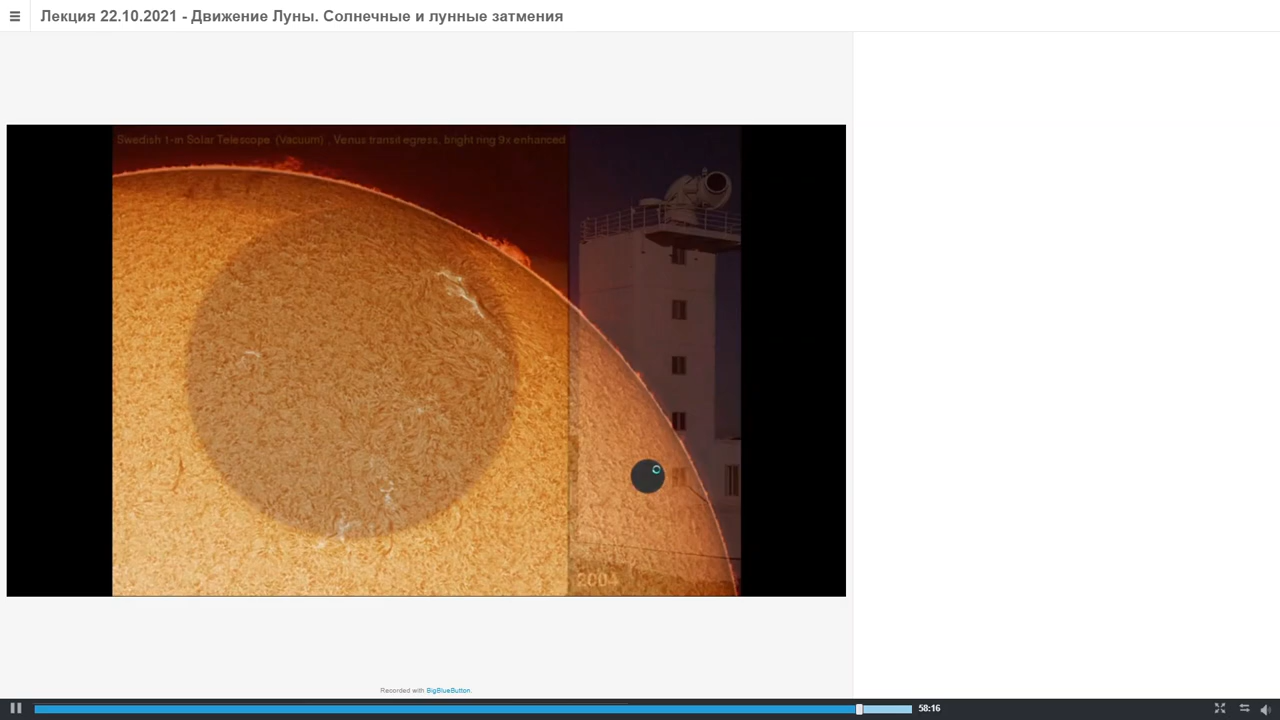 Лекция 22.10.2021 - Движение Луны. Солнечные и лунные затмения
Swedish 1-m Solar Telescope (Vacuum) , Venus transit egress, bright ring 9x enhanced
2004
Recorded with BigBlueButton.
58:16